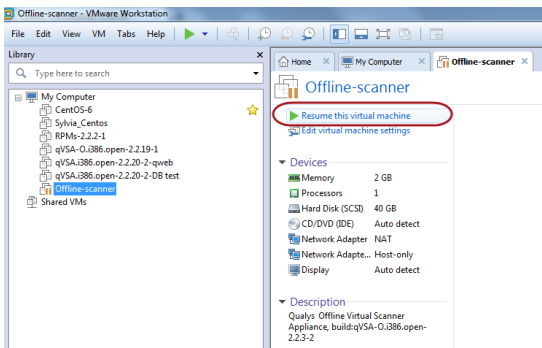 Offline-scanner - VMware Workstation
File Edit View VM Tabs Help
Library ×
Type here to search
My Computer
CentOS-6
Sylvia_Centos
RPMs-2.2.2-1
qVSA-O.i386.open-2.2.19-1
qVSA.i386.open-2.2.20-2-qweb
qVSA.i386.open-2.2.20-2-DB test
Offline-scanner
Shared VMs
Home × My Computer × Offline-scanner ×
Offline-scanner
Resume this virtual machine
Edit virtual machine settings
Devices
Memory 2 GB
Processors 1
Hard Disk (SCSI) 40 GB
CD/DVD (IDE) Auto detect
Network Adapter NAT
Network Adapte... Host-only
Display Auto detect
Description
Qualys Offline Virtual Scanner
Appliance, build:qVSA-O.i386.open-
2.2.3-2